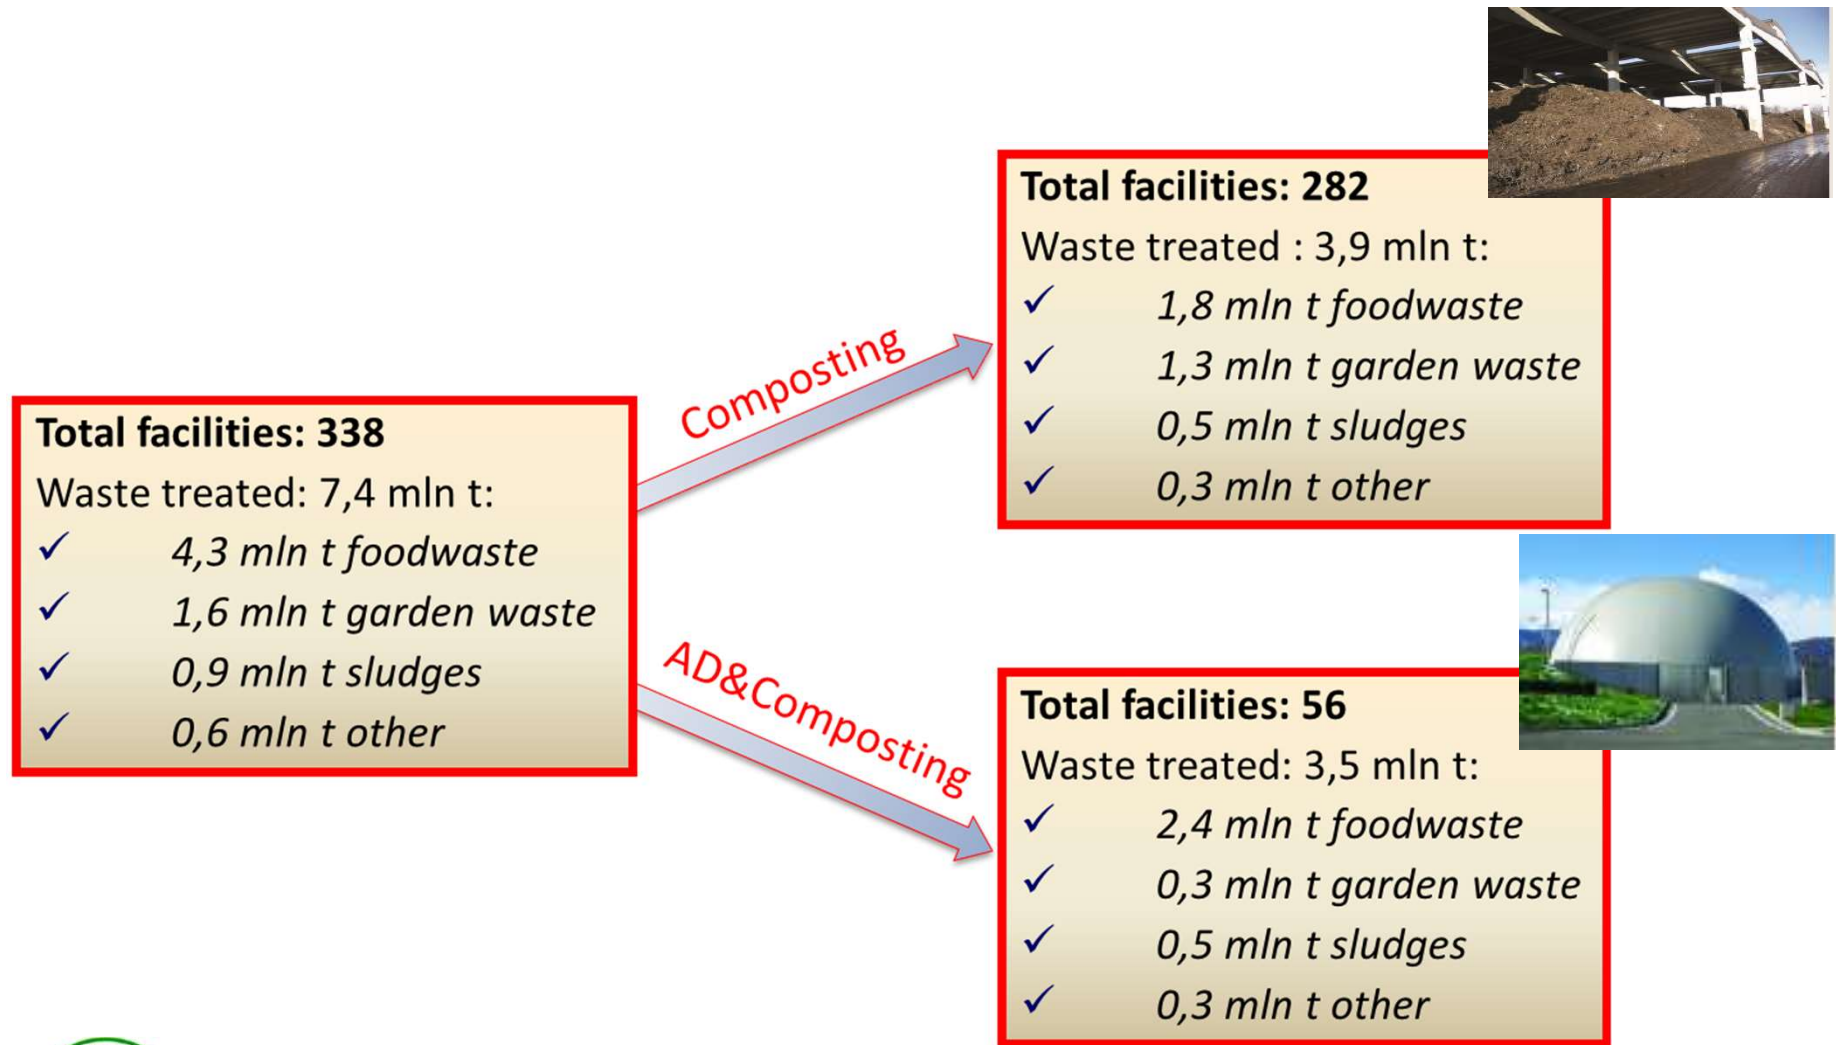 Total facilities: 338
Waste treated: 7,4 mln t:
✓ 4,3 mln t foodwaste
✓ 1,6 mln t garden waste
✓ 0,9 mln t sludges
✓ 0,6 mln t other
Composting
Total facilities: 282
Waste treated : 3,9 mln t:
✓ 1,8 mln t foodwaste
✓ 1,3 mln t garden waste
✓ 0,5 mln t sludges
✓ 0,3 mln t other
AD&Composting
Total facilities: 56
Waste treated: 3,5 mln t:
✓ 2,4 mln t foodwaste
✓ 0,3 mln t garden waste
✓ 0,5 mln t sludges
✓ 0,3 mln t other